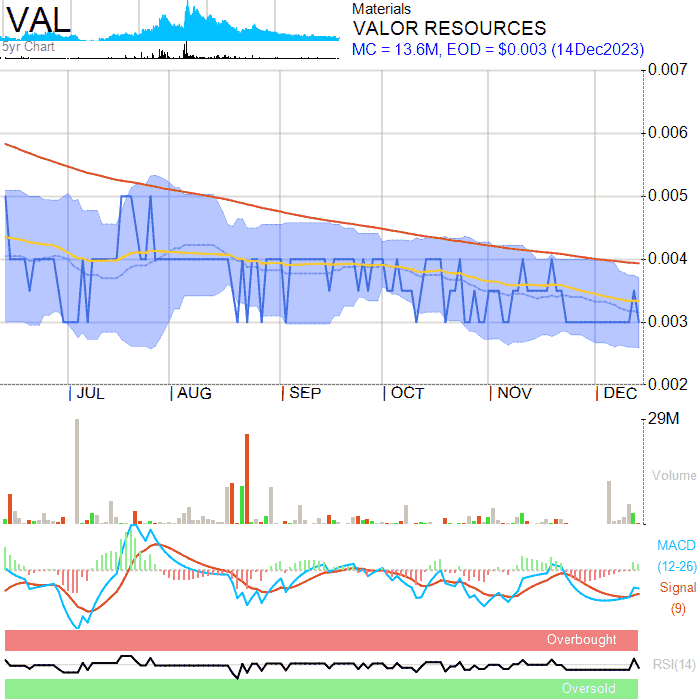 VAL
5yr Chart
Materials
VALOR RESOURCES
MC = 13.6M, EOD = $0.003 (14Dec2023)
0.007
0.006
0.005
0.004
0.003
0.002
JUL AUG SEP OCT NOV DEC
29M
Volume
MACD
(12-26)
Signal
(9)
Overbought
RSI(14)
Oversold